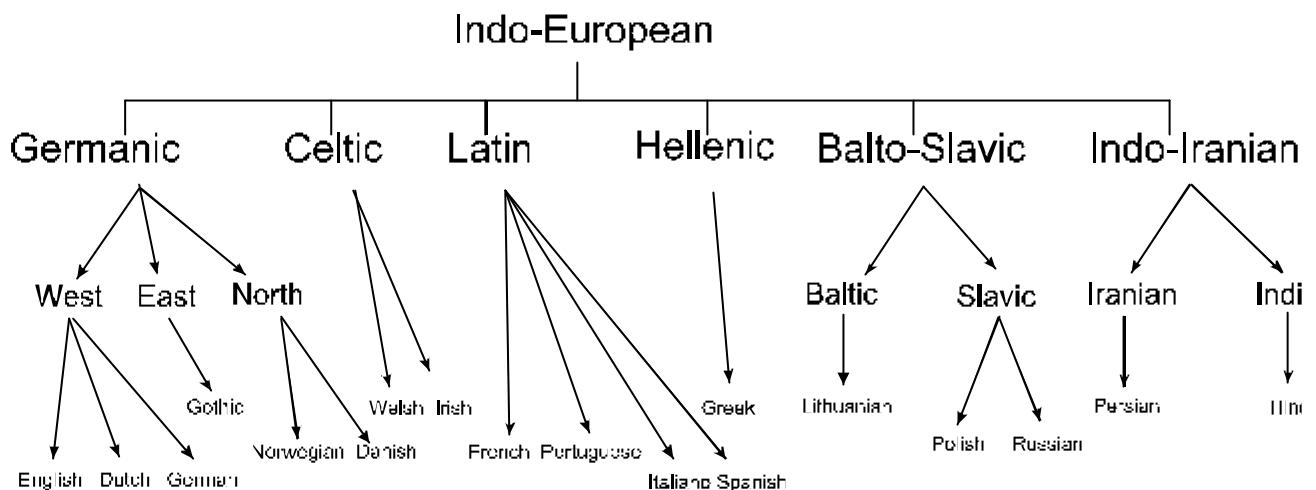 Indo-European
Germanic Celtic Latin Hellenic Balto-Slavic Indo-Iranian
West East North Baltic Slavic Iranian Indi
Gothic Welsh Irish Greek Lithuanian Persian
Norwegian Danish French Portuguese Polish Russian
English Dutch German Italiano Spanish